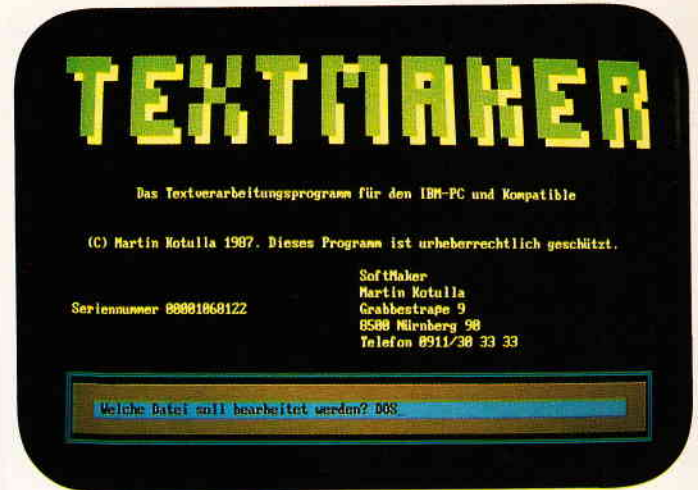 TEXTMAKER
Das Textverarbeitungsprogramm für den IBM-PC und Kompatible
(C) Martin Kotulla 1987. Dieses Programm ist urheberrechtlich geschützt.
SoftMaker
Martin Kotulla
Seriennummer 00001068122
Grabbestraße 9
8500 Nürnberg 90
Telefon 0911/30 33 33
Welche Datei soll bearbeitet werden? DOS_